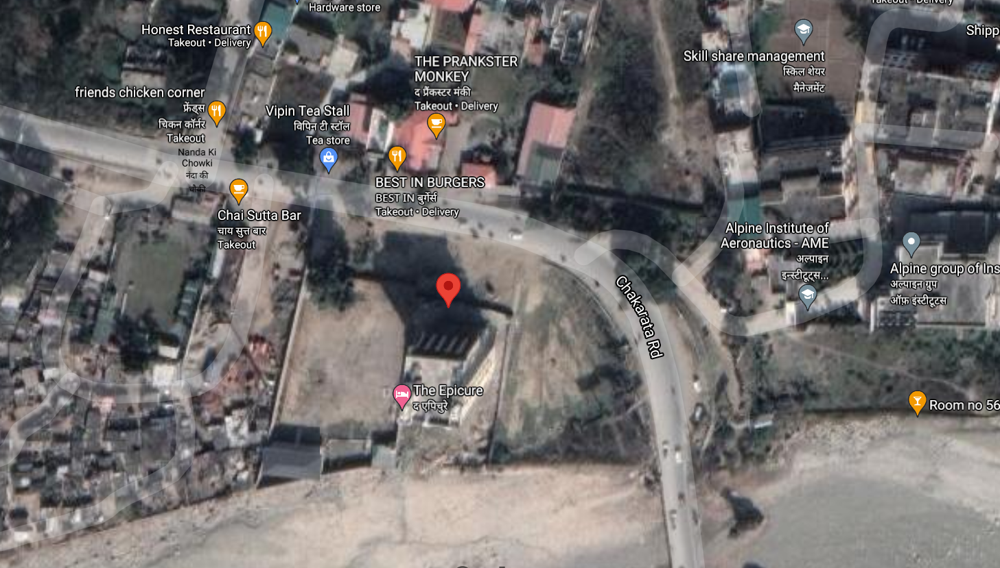 Hardware store
Takeout • Delivery
Honest Restaurant
Takeout • Delivery
Shipp
Skill share management
स्किल शेयर
मैनेजमेंट
THE PRANKSTER
MONKEY
द प्रैंकस्टर मंकी
Takeout • Delivery
friends chicken corner
फ्रेंड्स
चिकन कॉर्नर
Takeout
Vipin Tea Stall
विपिन टी स्टॉल
Tea store
Nanda Ki
Chowki
नंदा की
चौकी
BEST IN BURGERS
BEST IN बुर्गेर्स
Takeout • Delivery
Chai Sutta Bar
चाय सुत्त बार
Takeout
Alpine Institute of
Aeronautics - AME
अल्पाइन
इन्स्टीटूट्स...
Alpine group of Ins
अल्पाइन ग्रुप
ऑफ़ इंस्टीटूटस
Chakarata Rd
The Epicure
द एपिचुरे
Room no 56